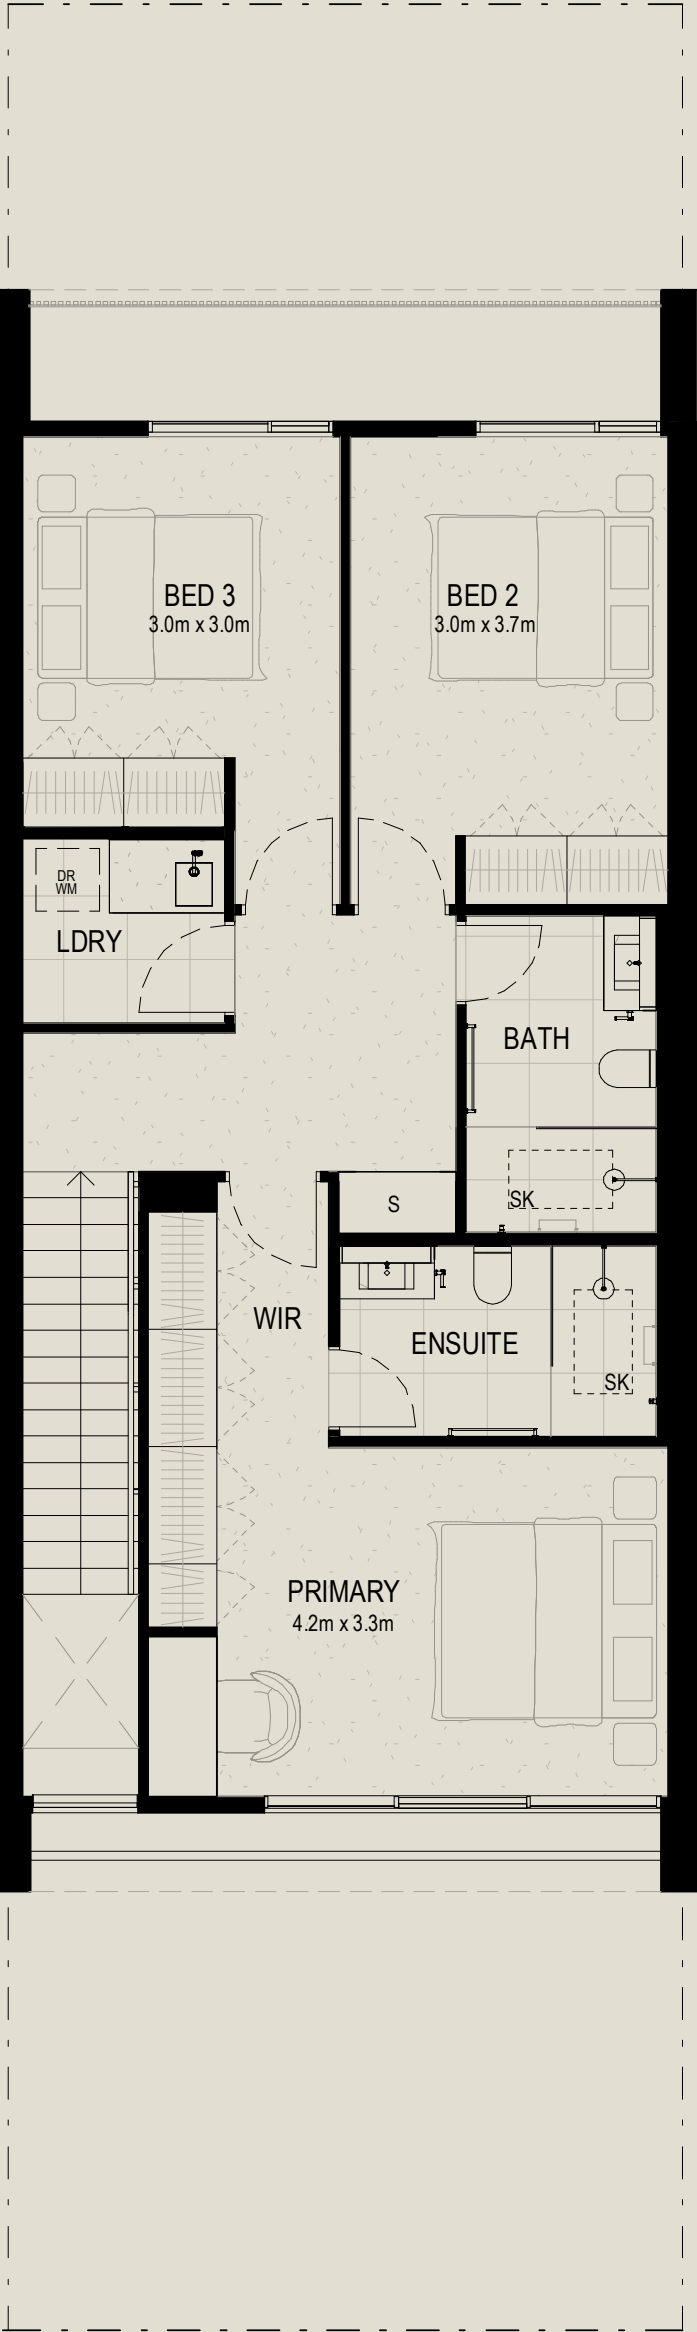 BED 3
3.0m x 3.0m
BED 2
3.0m x 3.7m
DR
WM
LDRY
BATH
SK
S
WIR
ENSUITE
SK
PRIMARY
4.2m x 3.3m